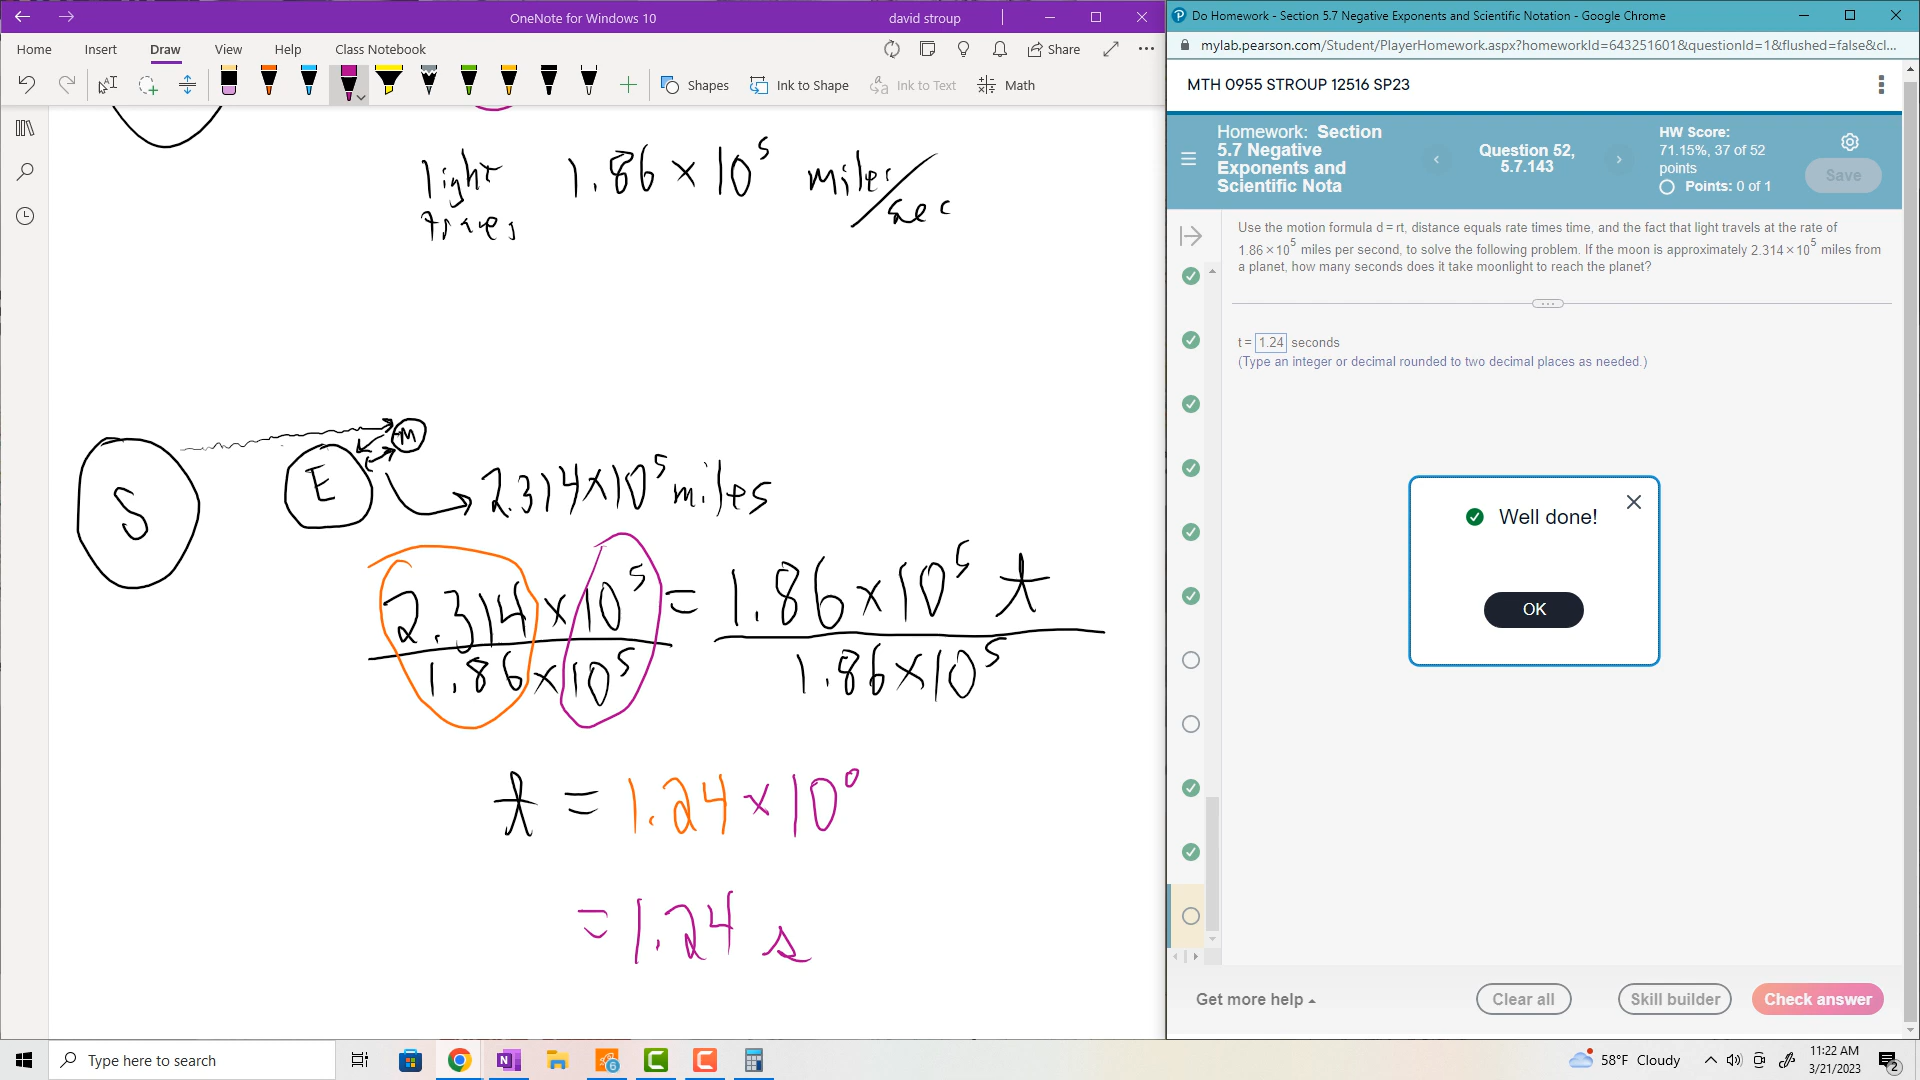 OneNote for Windows 10
david stroup
Home Insert Draw View Help Class Notebook
Share
Shapes Ink to Shape Ink to Text Math
light 1.86 × 10^5 miles/sec
traves
S E M
2.314×10^5 miles
2.314 × 10^5 = 1.86 × 10^5 t
1.86 × 10^5 1.86 × 10^5
t = 1.24 × 10^0
= 1.24 s
Do Homework - Section 5.7 Negative Exponents and Scientific Notation - Google Chrome
mylab.pearson.com/Student/PlayerHomework.aspx?homeworkId=643251601&questionId=1&flushed=false&cl...
MTH 0955 STROUP 12516 SP23
Homework: Section
5.7 Negative
Exponents and
Scientific Nota
Question 52,
5.7.143
HW Score:
71.15%, 37 of 52
points
Points: 0 of 1
Save
Use the motion formula d = rt, distance equals rate times time, and the fact that light travels at the rate of
1.86 × 10^5 miles per second, to solve the following problem. If the moon is approximately 2.314 × 10^5 miles from
a planet, how many seconds does it take moonlight to reach the planet?
t = 1.24 seconds
(Type an integer or decimal rounded to two decimal places as needed.)
Well done!
OK
Get more help
Clear all
Skill builder
Check answer
Type here to search
6
58°F Cloudy
11:22 AM
3/21/2023
2